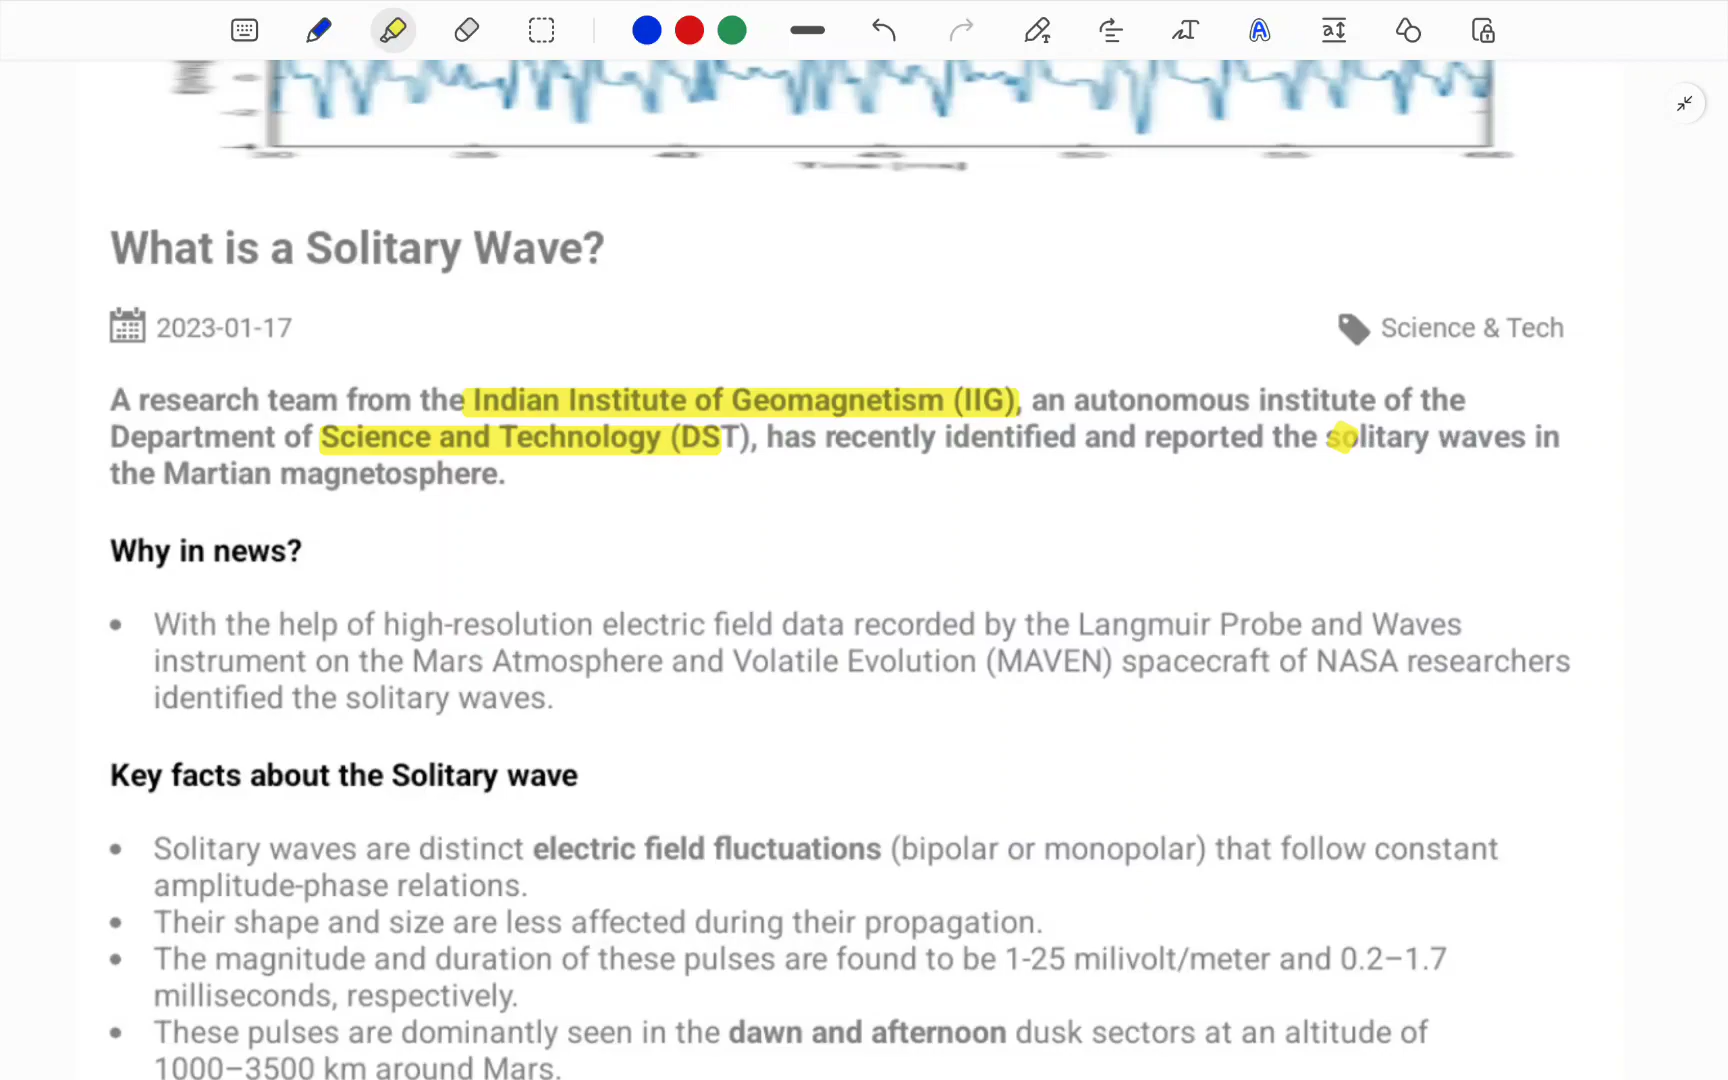 What is a Solitary Wave?
2023-01-17
Science & Tech
A research team from the Indian Institute of Geomagnetism (IIG), an autonomous institute of the
Department of Science and Technology (DST), has recently identified and reported the solitary waves in
the Martian magnetosphere.
Why in news?
• With the help of high-resolution electric field data recorded by the Langmuir Probe and Waves
instrument on the Mars Atmosphere and Volatile Evolution (MAVEN) spacecraft of NASA researchers
identified the solitary waves.
Key facts about the Solitary wave
• Solitary waves are distinct electric field fluctuations (bipolar or monopolar) that follow constant
amplitude-phase relations.
• Their shape and size are less affected during their propagation.
• The magnitude and duration of these pulses are found to be 1-25 milivolt/meter and 0.2–1.7
milliseconds, respectively.
• These pulses are dominantly seen in the dawn and afternoon dusk sectors at an altitude of
1000–3500 km around Mars.